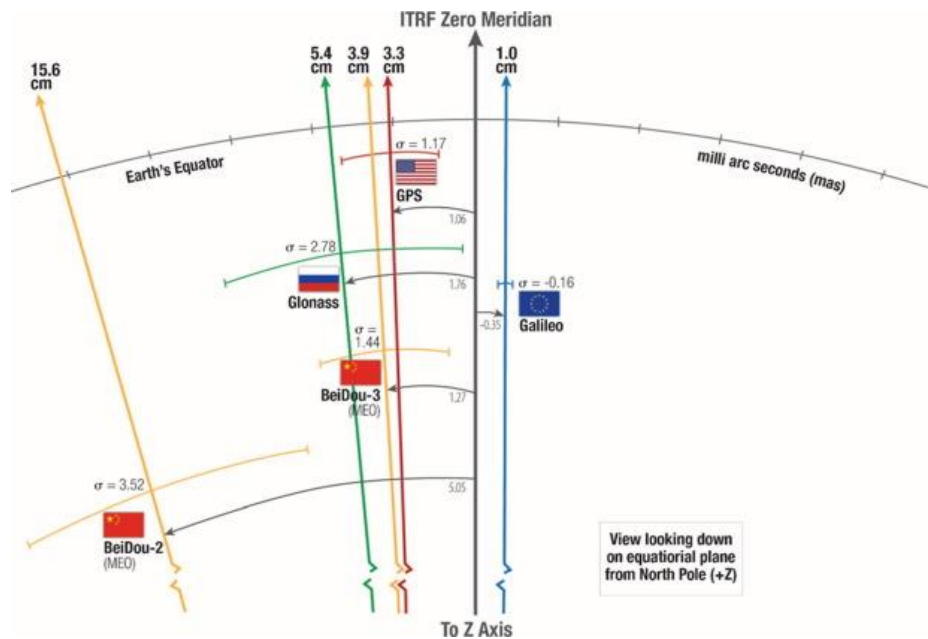 ITRF Zero Meridian
15.6
cm
5.4
cm
3.9
cm
3.3
cm
1.0
cm
Earth's Equator
milli arc seconds (mas)
σ = 1.17
GPS
1.06
σ = 2.78
Glonass
1.76
σ = -0.16
Galileo
-0.35
σ =
1.44
BeiDou-3
(MEO)
1.27
σ = 3.52
BeiDou-2
(MEO)
5.05
View looking down
on equatiorial plane
from North Pole (+Z)
To Z Axis